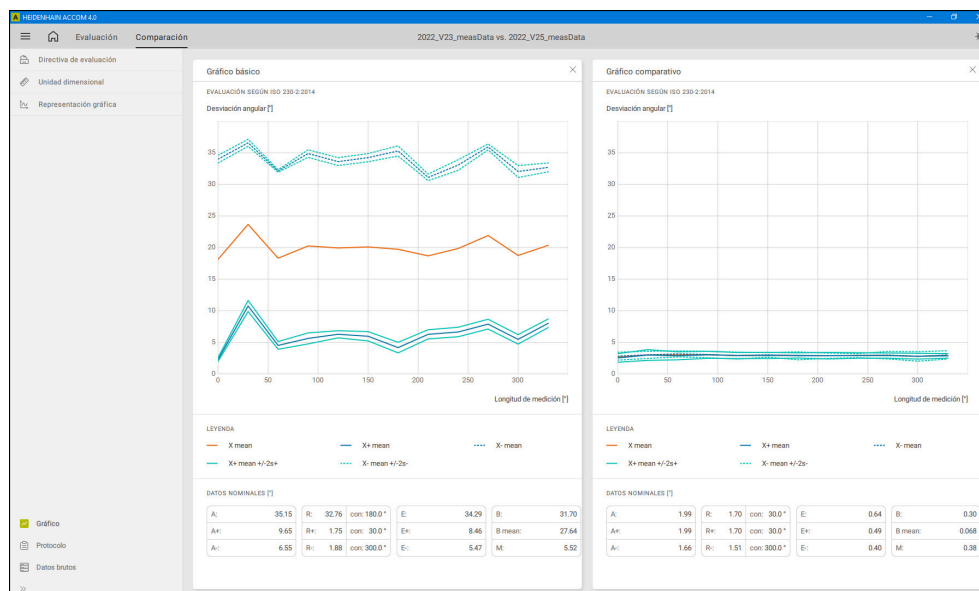 HEIDENHAIN ACCOM 4.0
Evaluación Comparación 2022_V23_measData vs. 2022_V25_measData
Directiva de evaluación
Unidad dimensional
Representación gráfica
Gráfico básico
EVALUACIÓN SEGÚN ISO 230-2:2014
Desviación angular ["]
35
30
25
20
15
10
5
0
0 50 100 150 200 250 300
Longitud de medición [°]
LEYENDA
X mean X+ mean X- mean
X+ mean +/-2s+ X- mean +/-2s-
DATOS NOMINALES ["]
A: 35.15 R: 32.76 con: 180.0 ° E: 34.29 B: 31.70
A+: 9.65 R+: 1.75 con: 30.0 ° E+: 8.46 B mean: 27.64
A-: 6.55 R-: 1.88 con: 300.0 ° E-: 5.47 M: 5.52
Gráfico comparativo
EVALUACIÓN SEGÚN ISO 230-2:2014
Desviación angular ["]
35
30
25
20
15
10
5
0
0 50 100 150 200 250 300
Longitud de medición [°]
LEYENDA
X mean X+ mean X- mean
X+ mean +/-2s+ X- mean +/-2s-
DATOS NOMINALES ["]
A: 1.99 R: 1.70 con: 30.0 ° E: 0.64 B: 0.30
A+: 1.99 R+: 1.70 con: 30.0 ° E+: 0.49 B mean: 0.068
A-: 1.66 R-: 1.51 con: 300.0 ° E-: 0.40 M: 0.38
Gráfico
Protocolo
Datos brutos